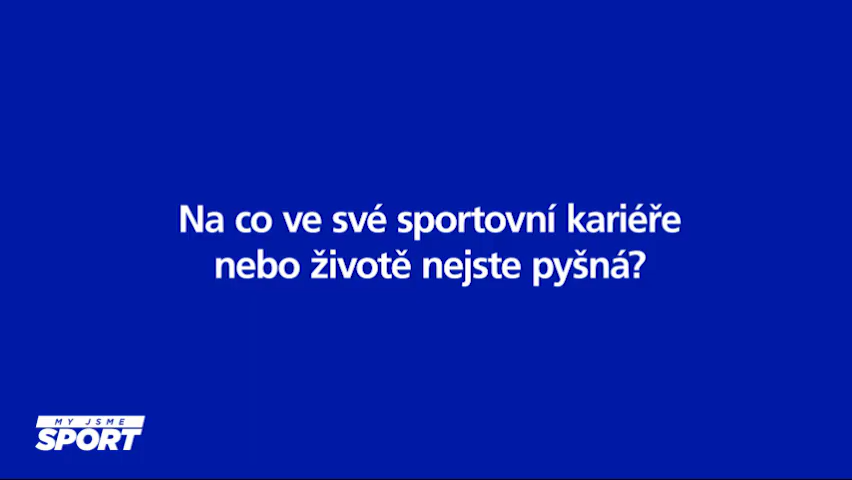 Na co ve své sportovní kariéře
nebo životě nejste pyšná?
MY JSME
SPORT